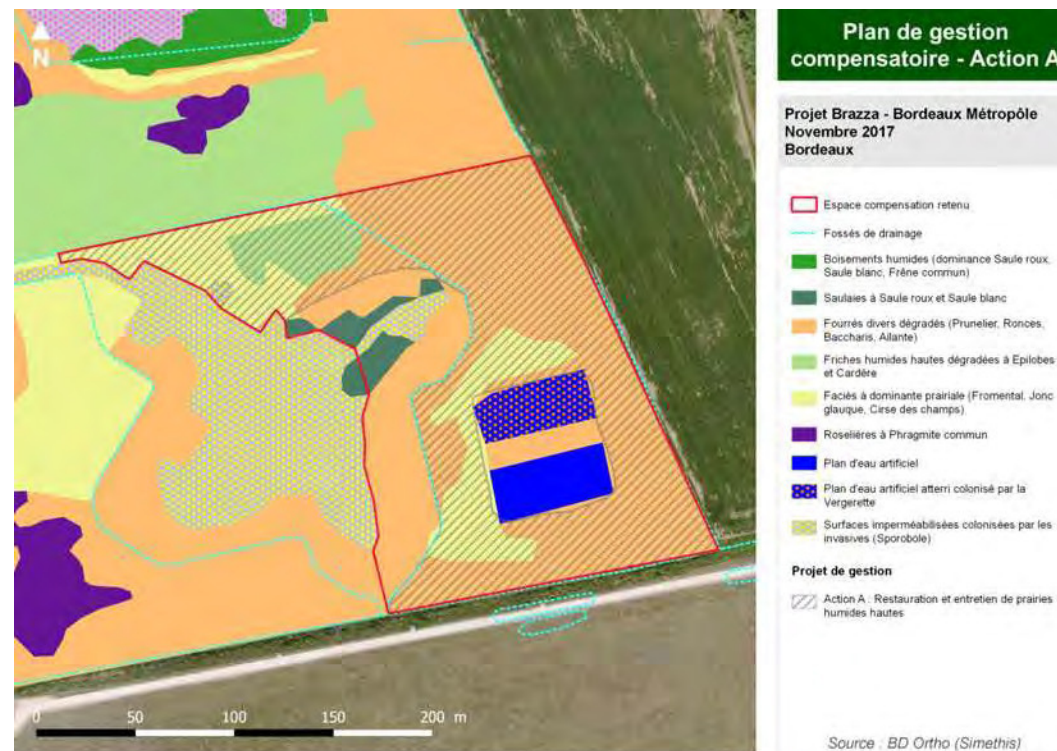 N
0 50 100 150 200 m
Plan de gestion
compensatoire - Action A
Projet Brazza - Bordeaux Métropôle
Novembre 2017
Bordeaux
Espace compensation retenu
Fossés de drainage
Boisements humides (dominance Saule roux,
Saule blanc, Frêne commun)
Saulaies à Saule roux et Saule blanc
Fourrés divers dégradés (Prunelier, Ronces,
Baccharis, Ailante)
Friches humides hautes dégradées à Epilobes
et Cardère
Faciès à dominante prairiale (Fromental, Jonc
glauque, Cirse des champs)
Roselières à Phragmite commun
Plan d'eau artificiel
Plan d'eau artificiel atterri colonisé par la
Vergerette
Surfaces imperméabilisées colonisées par les
invasives (Sporobole)
Projet de gestion
Action A : Restauration et entretien de prairies
humides hautes
Source : BD Ortho (Simethis)